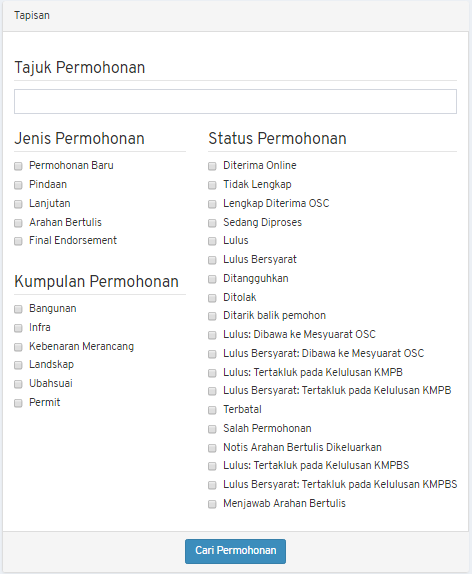 Tapisan
Tajuk Permohonan
Jenis Permohonan
Permohonan Baru
Pindaan
Lanjutan
Arahan Bertulis
Final Endorsement
Kumpulan Permohonan
Bangunan
Infra
Kebenaran Merancang
Landskap
Ubahsuai
Permit
Status Permohonan
Diterima Online
Tidak Lengkap
Lengkap Diterima OSC
Sedang Diproses
Lulus
Lulus Bersyarat
Ditangguhkan
Ditolak
Ditarik balik pemohon
Lulus: Dibawa ke Mesyuarat OSC
Lulus Bersyarat: Dibawa ke Mesyuarat OSC
Lulus: Tertakluk pada Kelulusan KMPB
Lulus Bersyarat: Tertakluk pada Kelulusan KMPB
Terbatal
Salah Permohonan
Notis Arahan Bertulis Dikeluarkan
Lulus: Tertakluk pada Kelulusan KMPBS
Lulus Bersyarat: Tertakluk pada Kelulusan KMPBS
Menjawab Arahan Bertulis
Cari Permohonan